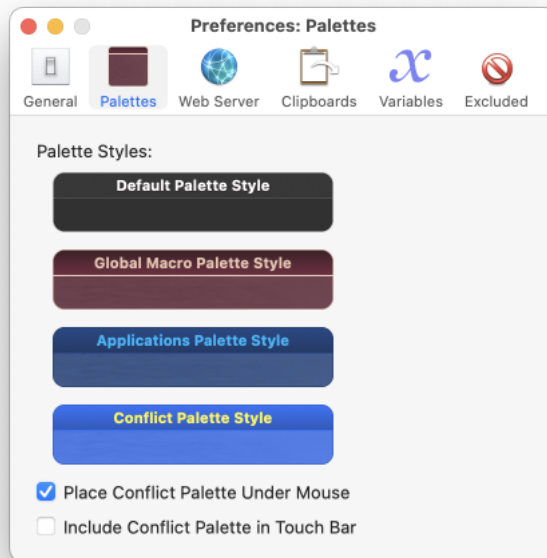 Preferences: Palettes
General Palettes Web Server Clipboards Variables Excluded
Palette Styles:
Default Palette Style
Global Macro Palette Style
Applications Palette Style
Conflict Palette Style
Place Conflict Palette Under Mouse
Include Conflict Palette in Touch Bar